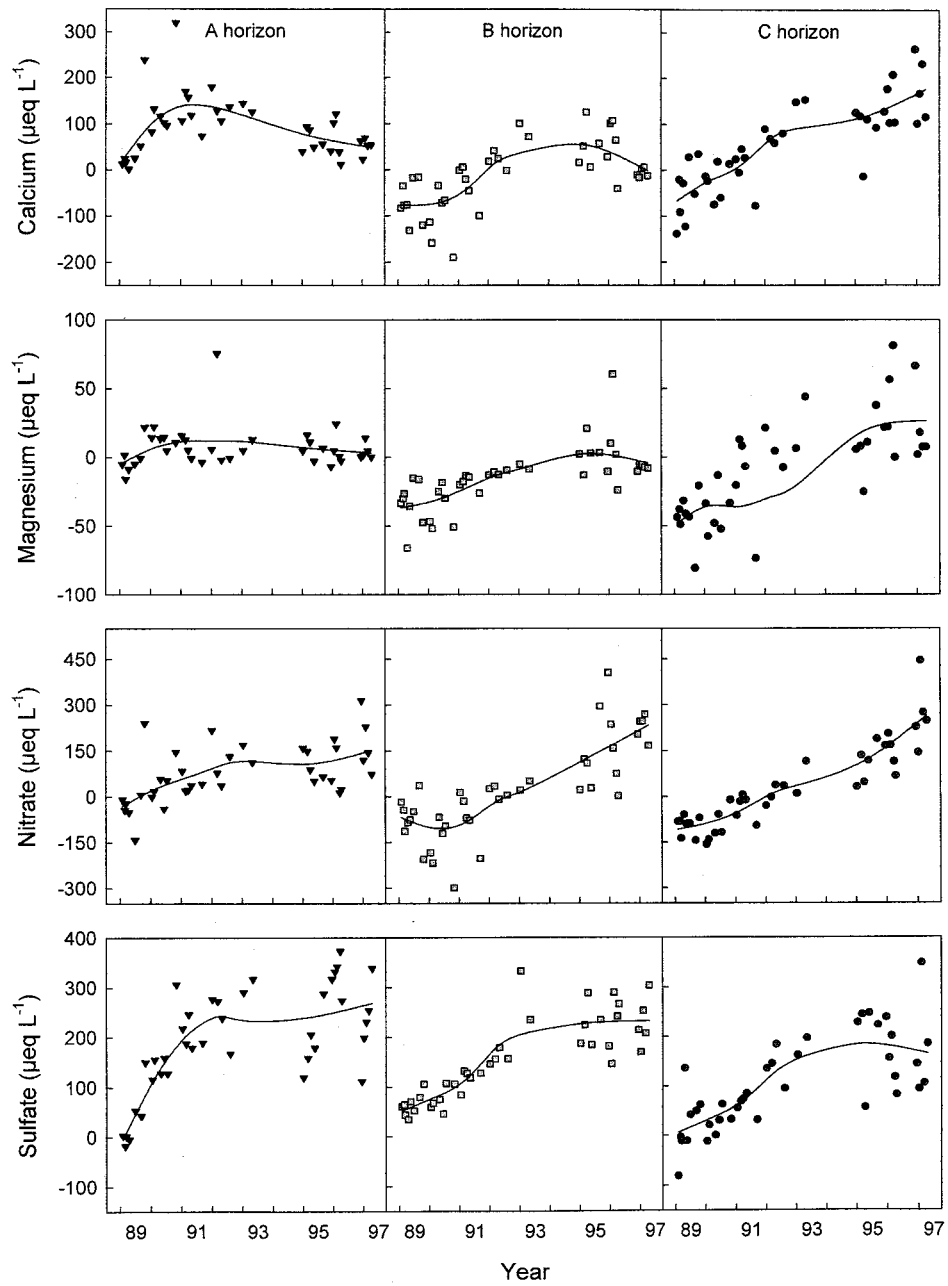 A horizon
B horizon
C horizon
Calcium (µeq L⁻¹)
300
200
100
0
-100
-200
Magnesium (µeq L⁻¹)
100
50
0
-50
-100
Nitrate (µeq L⁻¹)
450
300
150
0
-150
-300
Sulfate (µeq L⁻¹)
400
300
200
100
0
-100
89 91 93 95 97 89 91 93 95 97 89 91 93 95 97
Year